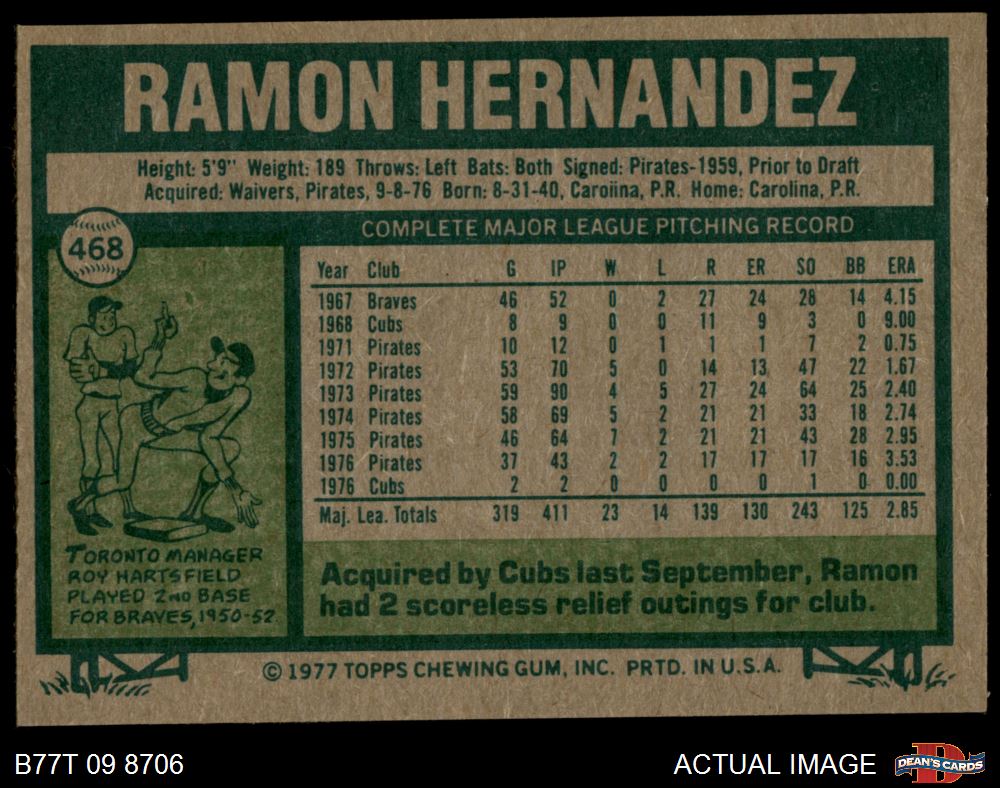 RAMON HERNANDEZ
Height: 5'9" Weight: 189 Throws: Left Bats: Both Signed: Pirates-1959, Prior to Draft
Acquired: Waivers, Pirates, 9-8-76 Born: 8-31-40, Caroiina, P.R. Home: Carolina, P.R.
468
COMPLETE MAJOR LEAGUE PITCHING RECORD
Year Club G IP W L R ER SO BB ERA
1967 Braves 46 52 0 2 27 24 28 14 4.15
1968 Cubs 8 9 0 0 11 9 3 0 9.00
1971 Pirates 10 12 0 1 1 1 7 2 0.75
1972 Pirates 53 70 5 0 14 13 47 22 1.67
1973 Pirates 59 90 4 5 27 24 64 25 2.40
1974 Pirates 58 69 5 2 21 21 33 18 2.74
1975 Pirates 46 64 7 2 21 21 43 28 2.95
1976 Pirates 37 43 2 2 17 17 17 16 3.53
1976 Cubs 2 2 0 0 0 0 1 0 0.00
Maj. Lea. Totals 319 411 23 14 139 130 243 125 2.85
TORONTO MANAGER
ROY HARTSFIELD
PLAYED 2ND BASE
FOR BRAVES, 1950-52.
Acquired by Cubs last September, Ramon
had 2 scoreless relief outings for club.
© 1977 TOPPS CHEWING GUM, INC. PRTD. IN U.S.A.
B77T 09 8706
ACTUAL IMAGE
D
DEAN'S CARDS